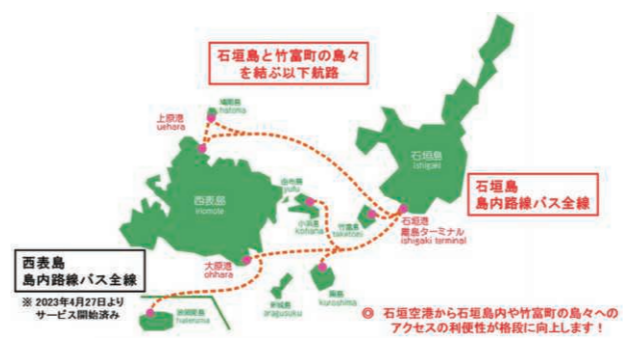 石垣島と竹富町の島々
を結ぶ以下航路
鳩間島
hatoma
上原港
uehara
石垣島
ishigaki
西表島
iriomote
由布島
yufu
小浜島
kohama
竹富島
taketomi
石垣港
離島ターミナル
ishigaki terminal
石垣島
島内路線バス全線
大原港
ohhara
西表島
島内路線バス全線
※ 2023年4月27日より
サービス開始済み
新城島
aragusuku
黒島
kuroshima
波照間島
hateruma
◎ 石垣空港から石垣島内や竹富町の島々への
アクセスの利便性が格段に向上します!